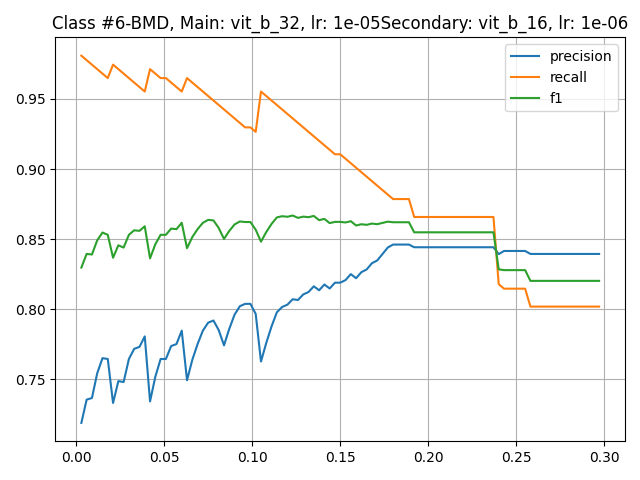 Class #6-BMD, Main: vit_b_32, lr: 1e-05Secondary: vit_b_16, lr: 1e-06
precision
recall
f1
0.95
0.90
0.85
0.80
0.75
0.00 0.05 0.10 0.15 0.20 0.25 0.30